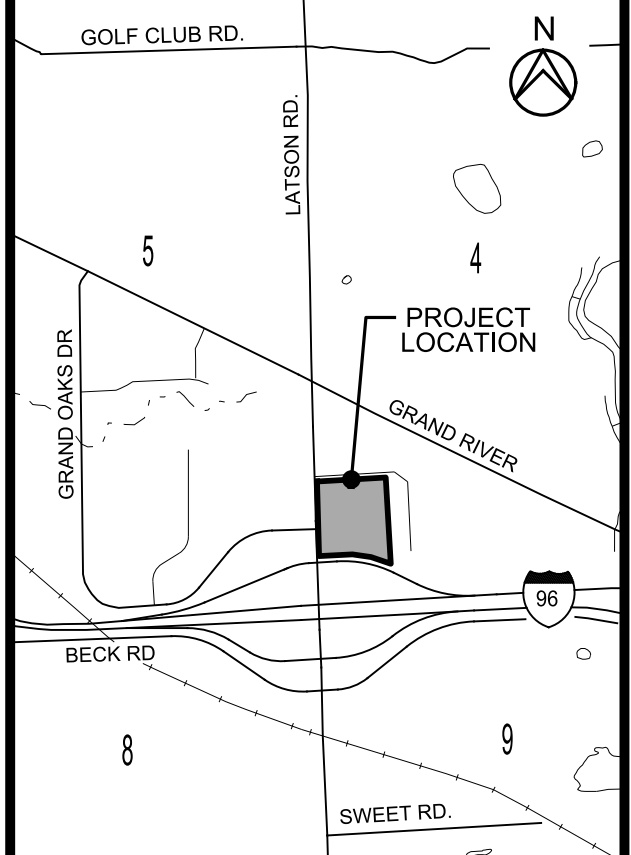 GOLF CLUB RD.
N
LATSON RD.
5
4
PROJECT
LOCATION
GRAND OAKS DR
GRAND RIVER
96
BECK RD
8
9
SWEET RD.